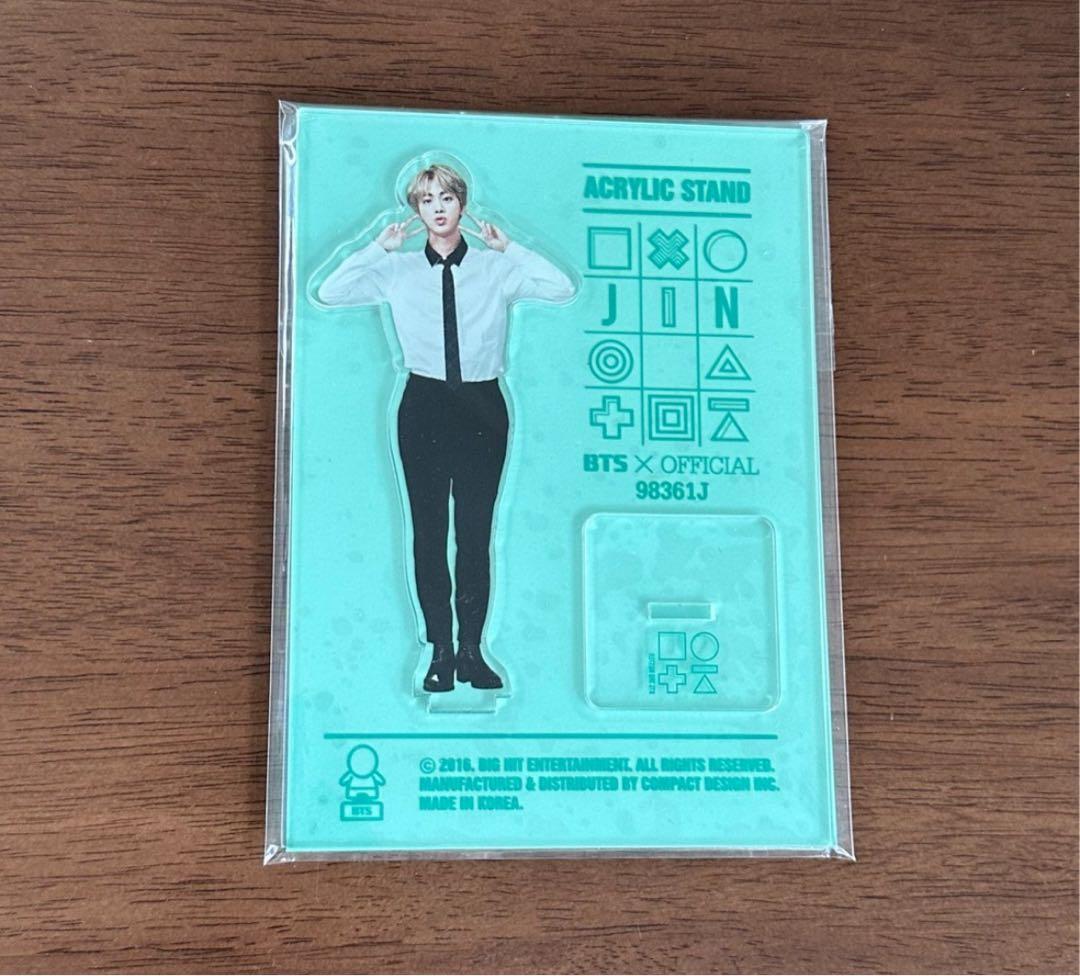 ACRYLIC STAND
JIN
BTS X OFFICIAL
98361J
© 2016. BIG HIT ENTERTAINMENT. ALL RIGHTS RESERVED.
MANUFACTURED & DISTRIBUTED BY COMPACT DESIGN INC.
MADE IN KOREA.
BTS